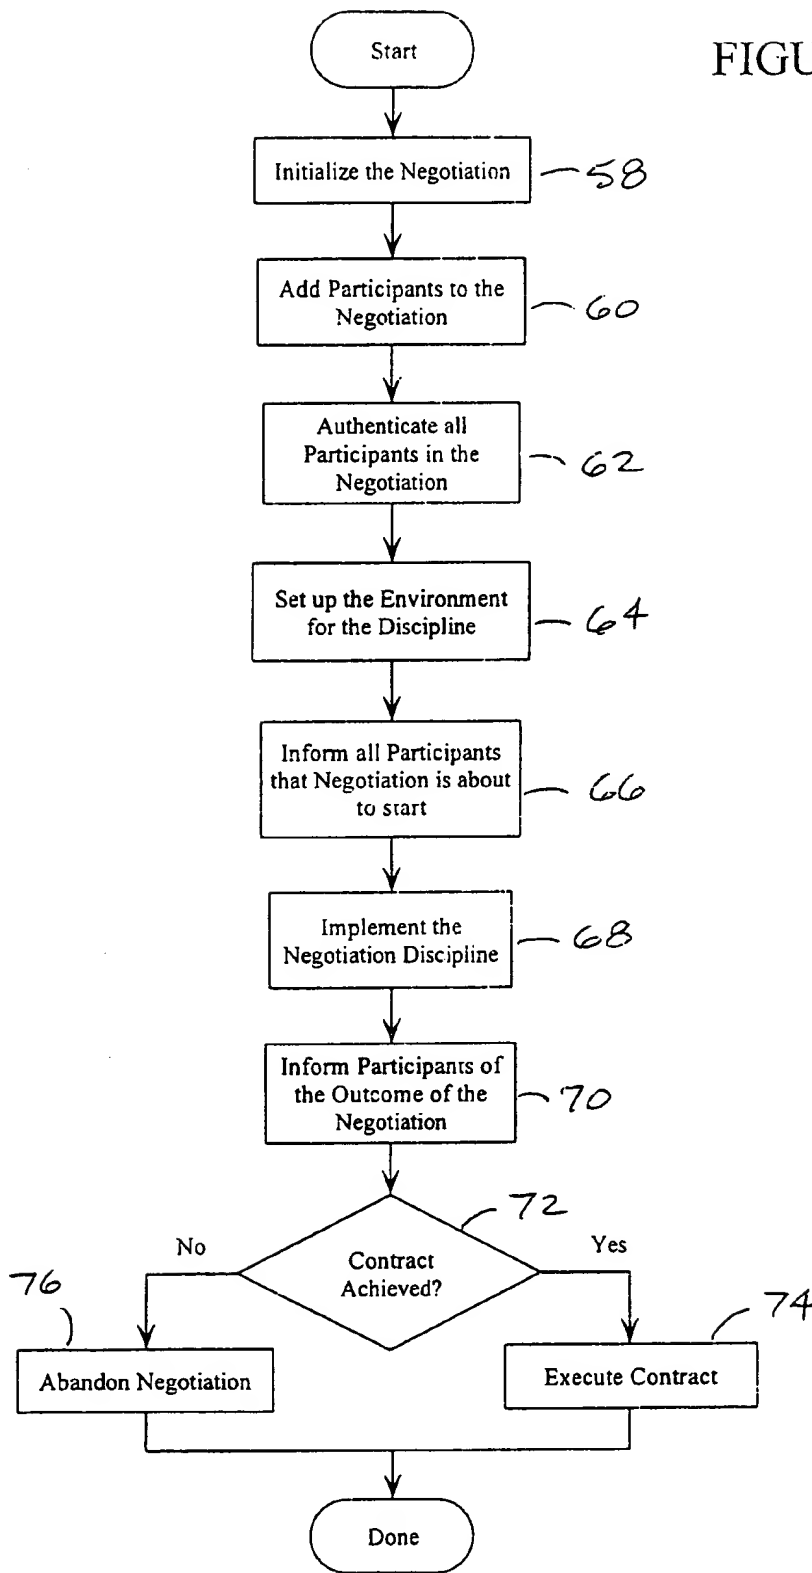 Start
FIGU
Initialize the Negotiation
58
Add Participants to the
Negotiation
60
Authenticate all
Participants in the
Negotiation
62
Set up the Environment
for the Discipline
64
Inform all Participants
that Negotiation is about
to start
66
Implement the
Negotiation Discipline
68
Inform Participants of
the Outcome of the
Negotiation
70
72
No
Yes
Contract
Achieved?
76
74
Abandon Negotiation
Execute Contract
Done